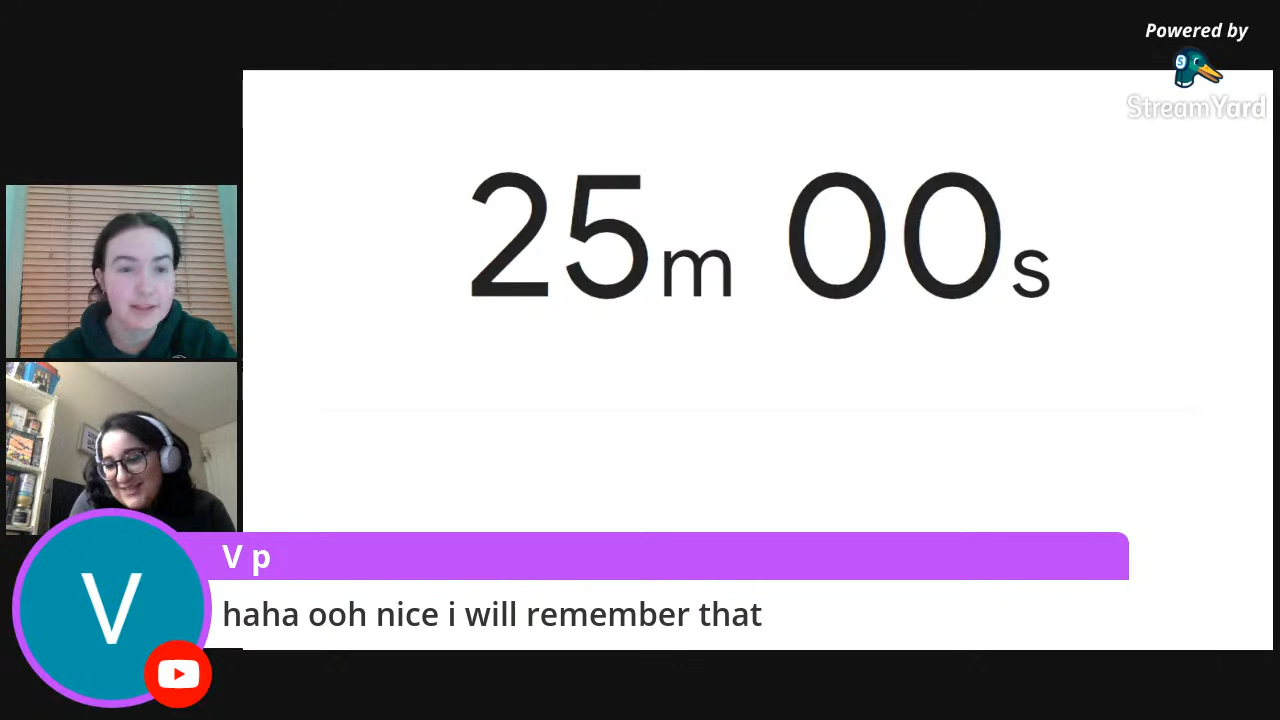 Powered by
StreamYard
25m 00s
V p
V
haha ooh nice i will remember that